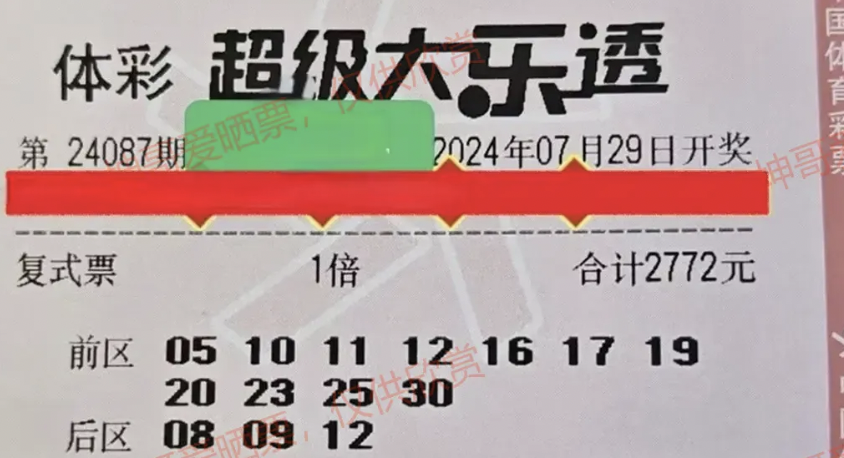 体彩 超级大乐透
第 24087期 2024年07月29日开奖
复式票 1倍 合计2772元
前区 05 10 11 12 16 17 19
20 23 25 30
后区 08 09 12
国体育彩票
爱晒票，仅供欣赏
坤哥
爱晒票，仅供欣赏